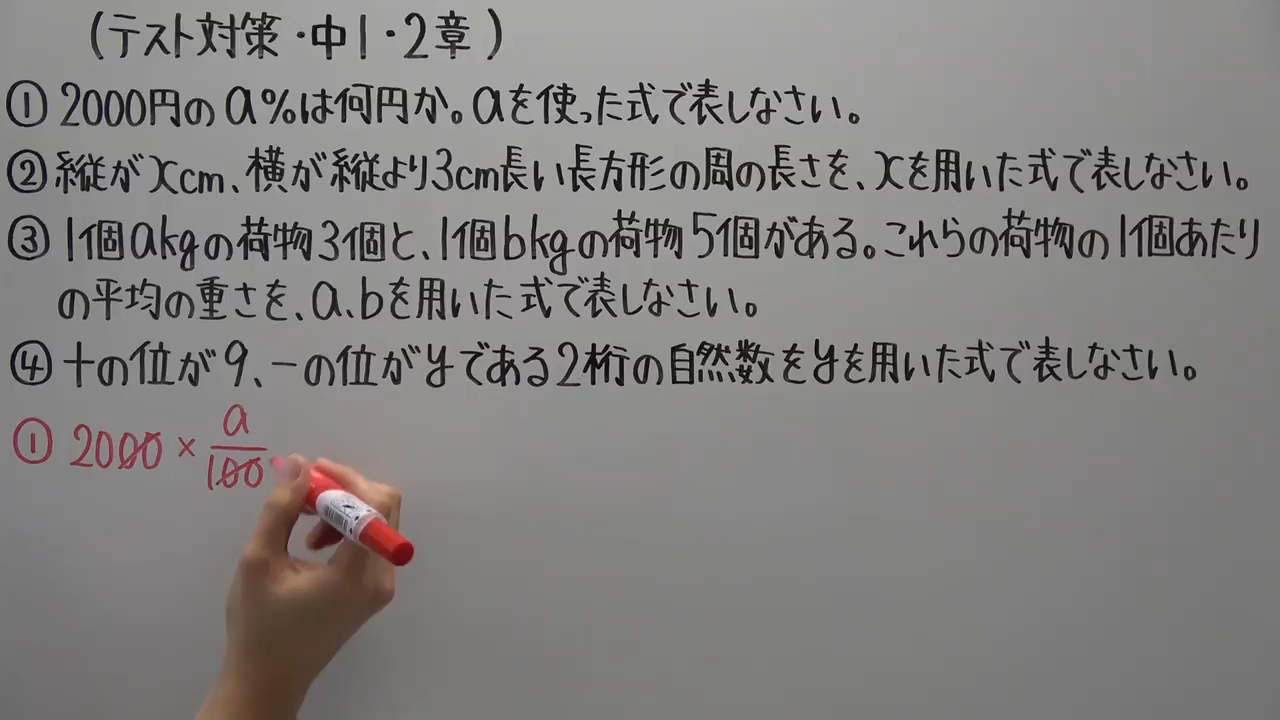 (テスト対策・中1・2章)
① 2000円のa%は何円か。aを使った式で表しなさい。
② 縦がxcm、横が縦より3cm長い長方形の周の長さを、xを用いた式で表しなさい。
③ 1個akgの荷物3個と、1個bkgの荷物5個がある。これらの荷物の1個あたり
の平均の重さを、a、bを用いた式で表しなさい。
④ 十の位が9、一の位がyである2桁の自然数をyを用いた式で表しなさい。
① 2000 × a/100